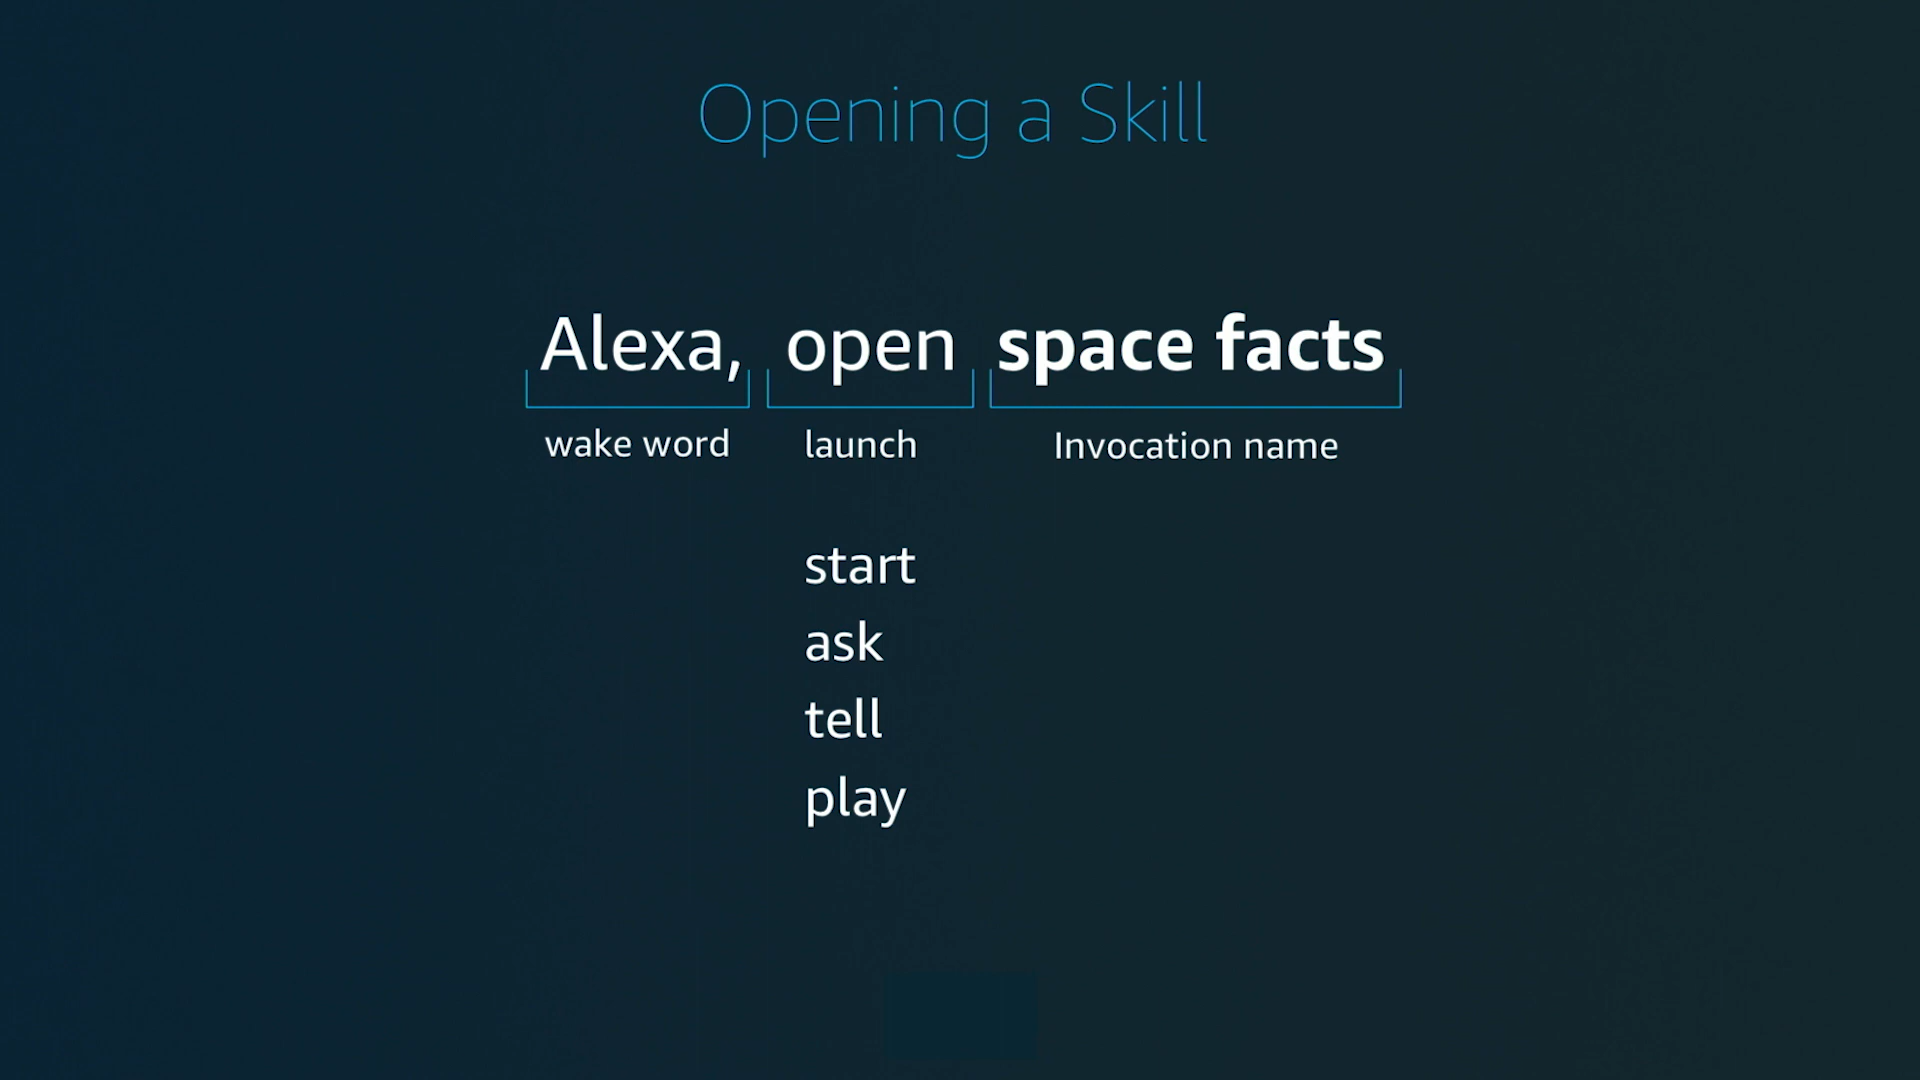 Opening a Skill
Alexa, open space facts
wake word launch Invocation name
start
ask
tell
play